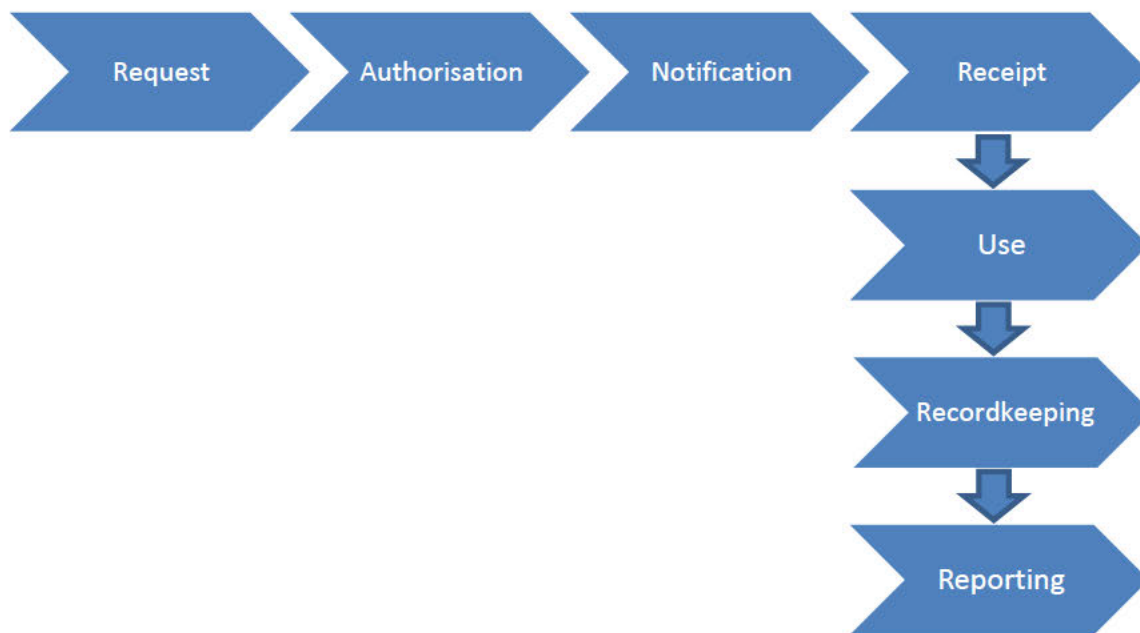 Request
Authorisation
Notification
Receipt
Use
Recordkeeping
Reporting